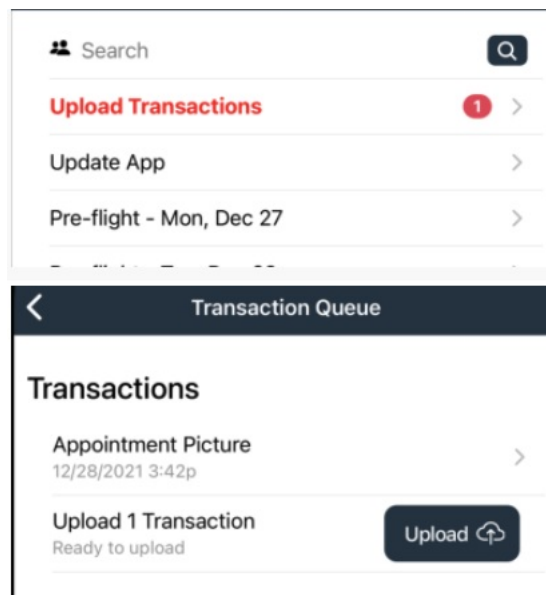 Search
Upload Transactions 1
Update App
Pre-flight - Mon, Dec 27
Transaction Queue
Transactions
Appointment Picture
12/28/2021 3:42p
Upload 1 Transaction
Ready to upload
Upload